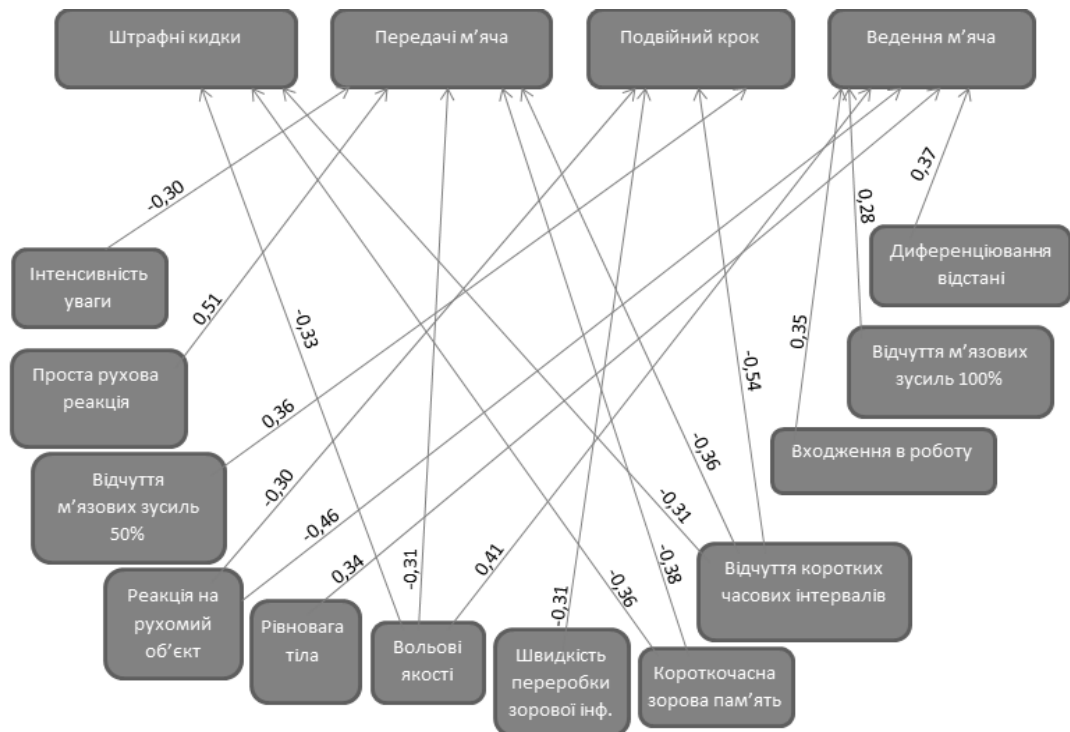 Штрафні кидки
Передачі м’яча
Подвійний крок
Ведення м’яча
-0,30
0,37
0,28
Інтенсивність
уваги
Диференціювання
відстані
0,51
-0,33
0,35
Проста рухова
реакція
Відчуття м’язових
зусиль 100%
-0,54
0,36
Відчуття
м’язових зусиль
50%
-0,30
-0,46
-0,36
-0,31
Входження в роботу
0,34
-0,31
0,41
-0,31
-0,36
-0,38
Відчуття коротких
часових інтервалів
Реакція на
рухомий
об’єкт
Рівновага
тіла
Вольові
якості
Швидкість
переробки
зорової інф.
Короткочасна
зорова пам’ять